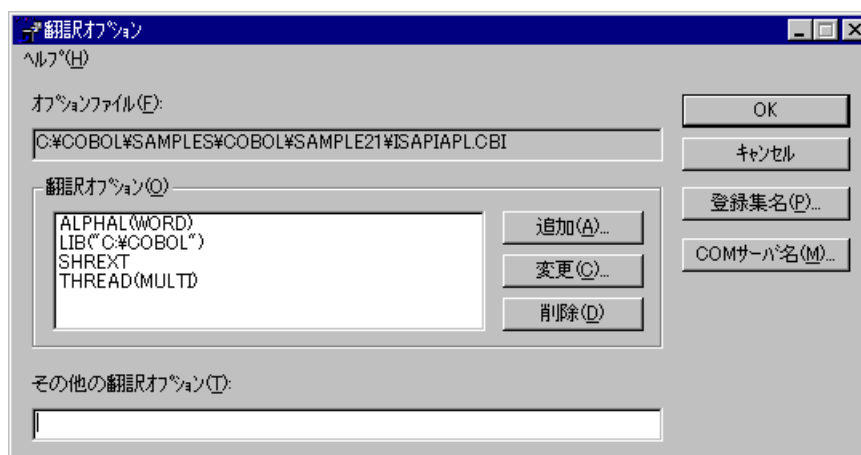 翻訳ｵﾌﾟｼｮﾝ
ﾍﾙﾌﾟ(H)
ｵﾌﾟｼｮﾝﾌｧｲﾙ(F):
C:¥COBOL¥SAMPLES¥COBOL¥SAMPLE21¥ISAPIAPL.CBI
翻訳ｵﾌﾟｼｮﾝ(O)
ALPHAL(WORD)
LIB("C:¥COBOL")
SHREXT
THREAD(MULTI)
追加(A)...
変更(C)...
削除(D)
OK
ｷｬﾝｾﾙ
登録集名(P)...
COMｻｰﾊﾞ名(M)...
その他の翻訳ｵﾌﾟｼｮﾝ(T):